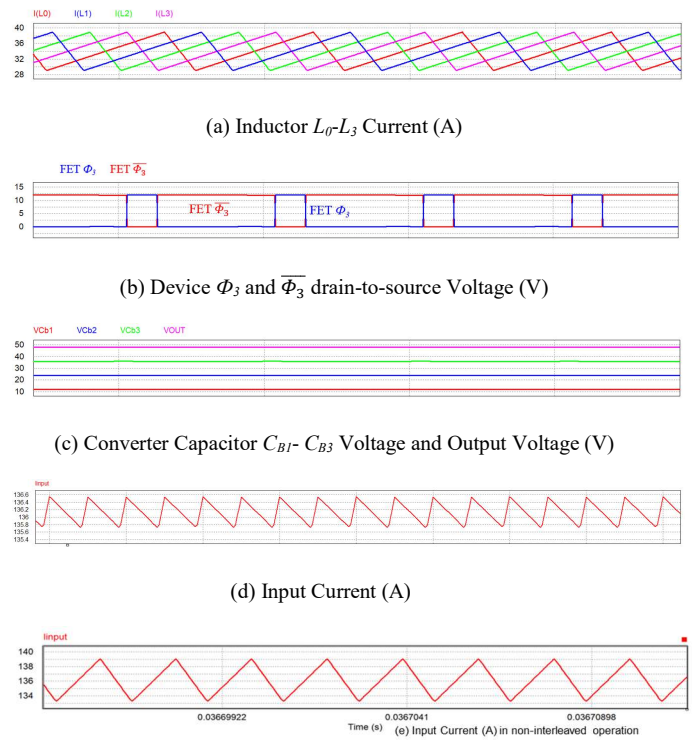 I(L0) I(L1) I(L2) I(L3)
40
36
32
28
(a) Inductor L0-L3 Current (A)
FET Φ3 FET Φ̅3̅
15
10
5
0
FET Φ̅3̅ FET Φ3
(b) Device Φ3 and Φ̅3̅ drain-to-source Voltage (V)
VCb1 VCb2 VCb3 VOUT
50
40
30
20
10
(c) Converter Capacitor CB1- CB3 Voltage and Output Voltage (V)
Iinput
136.6
136.4
136.2
136
135.8
135.6
135.4
(d) Input Current (A)
Iinput
140
138
136
134
0.03669922 0.0367041 0.03670898
Time (s) (e) Input Current (A) in non-interleaved operation